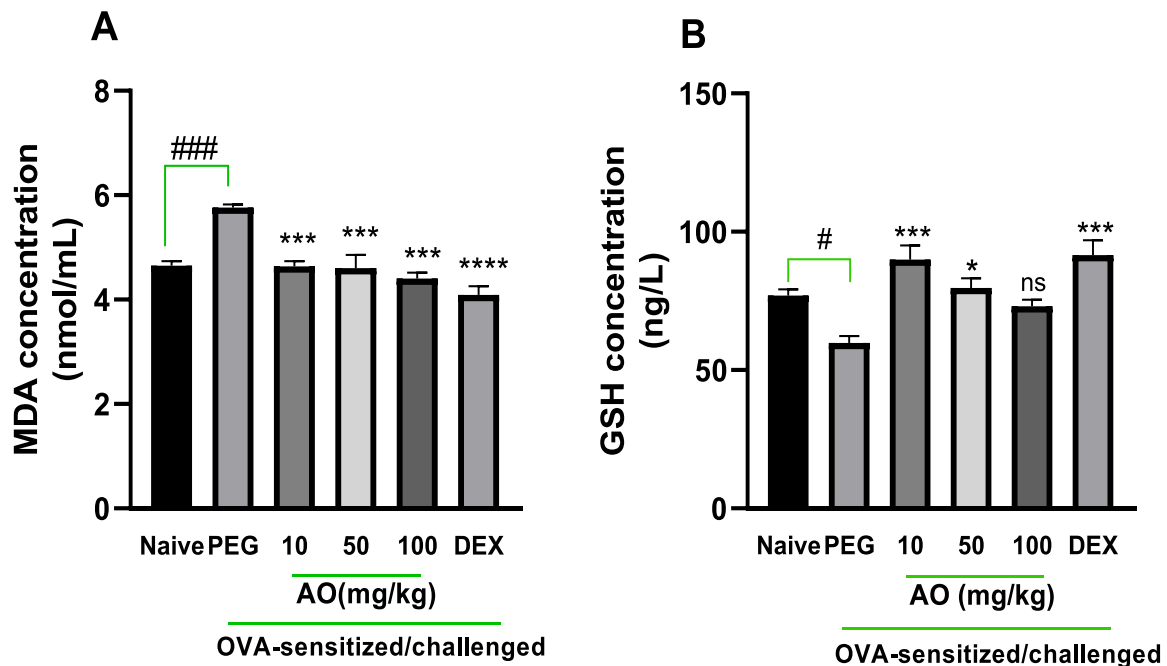 A
MDA concentration
(nmol/mL)
8
6
4
2
0
###
***
***
***
****
Naive PEG 10 50 100 DEX
AO(mg/kg)
OVA-sensitized/challenged
B
GSH concentration
(ng/L)
150
100
50
0
#
***
*
ns
***
Naive PEG 10 50 100 DEX
AO (mg/kg)
OVA-sensitized/challenged